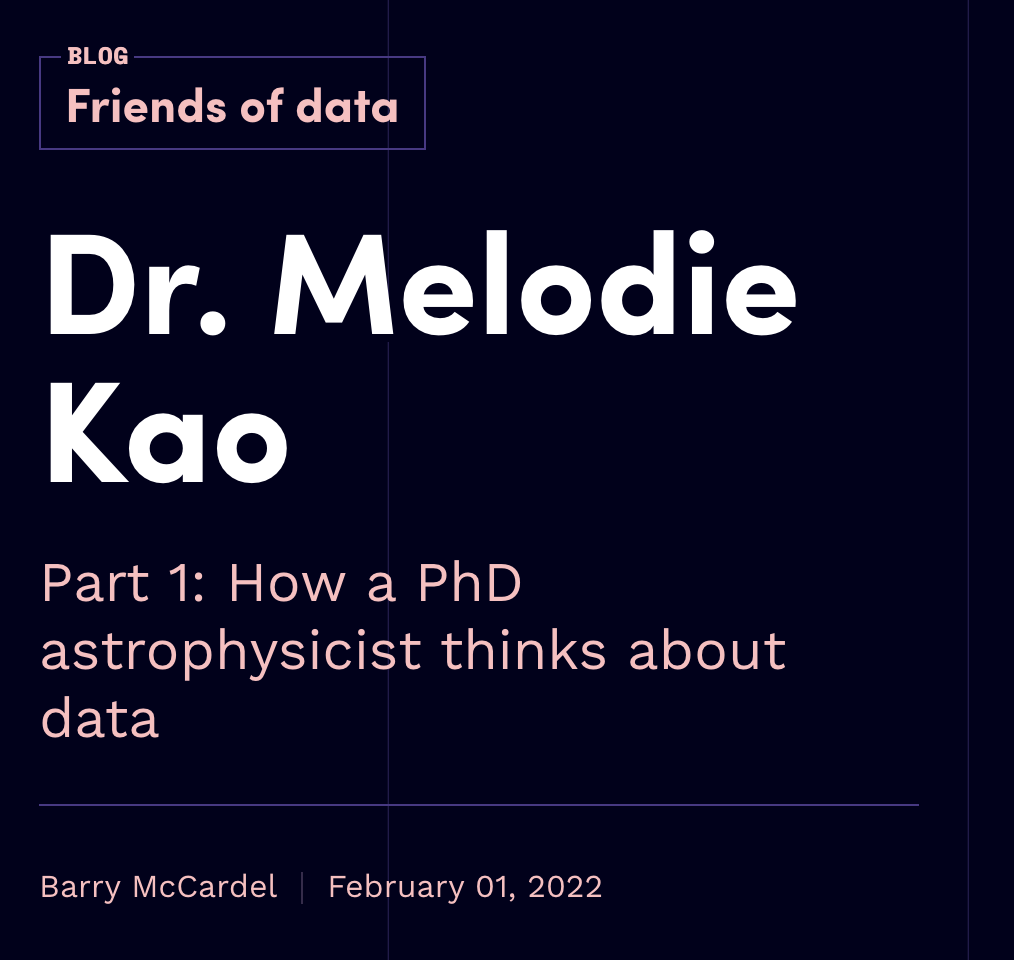 BLOG
Friends of data
Dr. Melodie
Kao
Part 1: How a PhD
astrophysicist thinks about
data
Barry McCardel | February 01, 2022